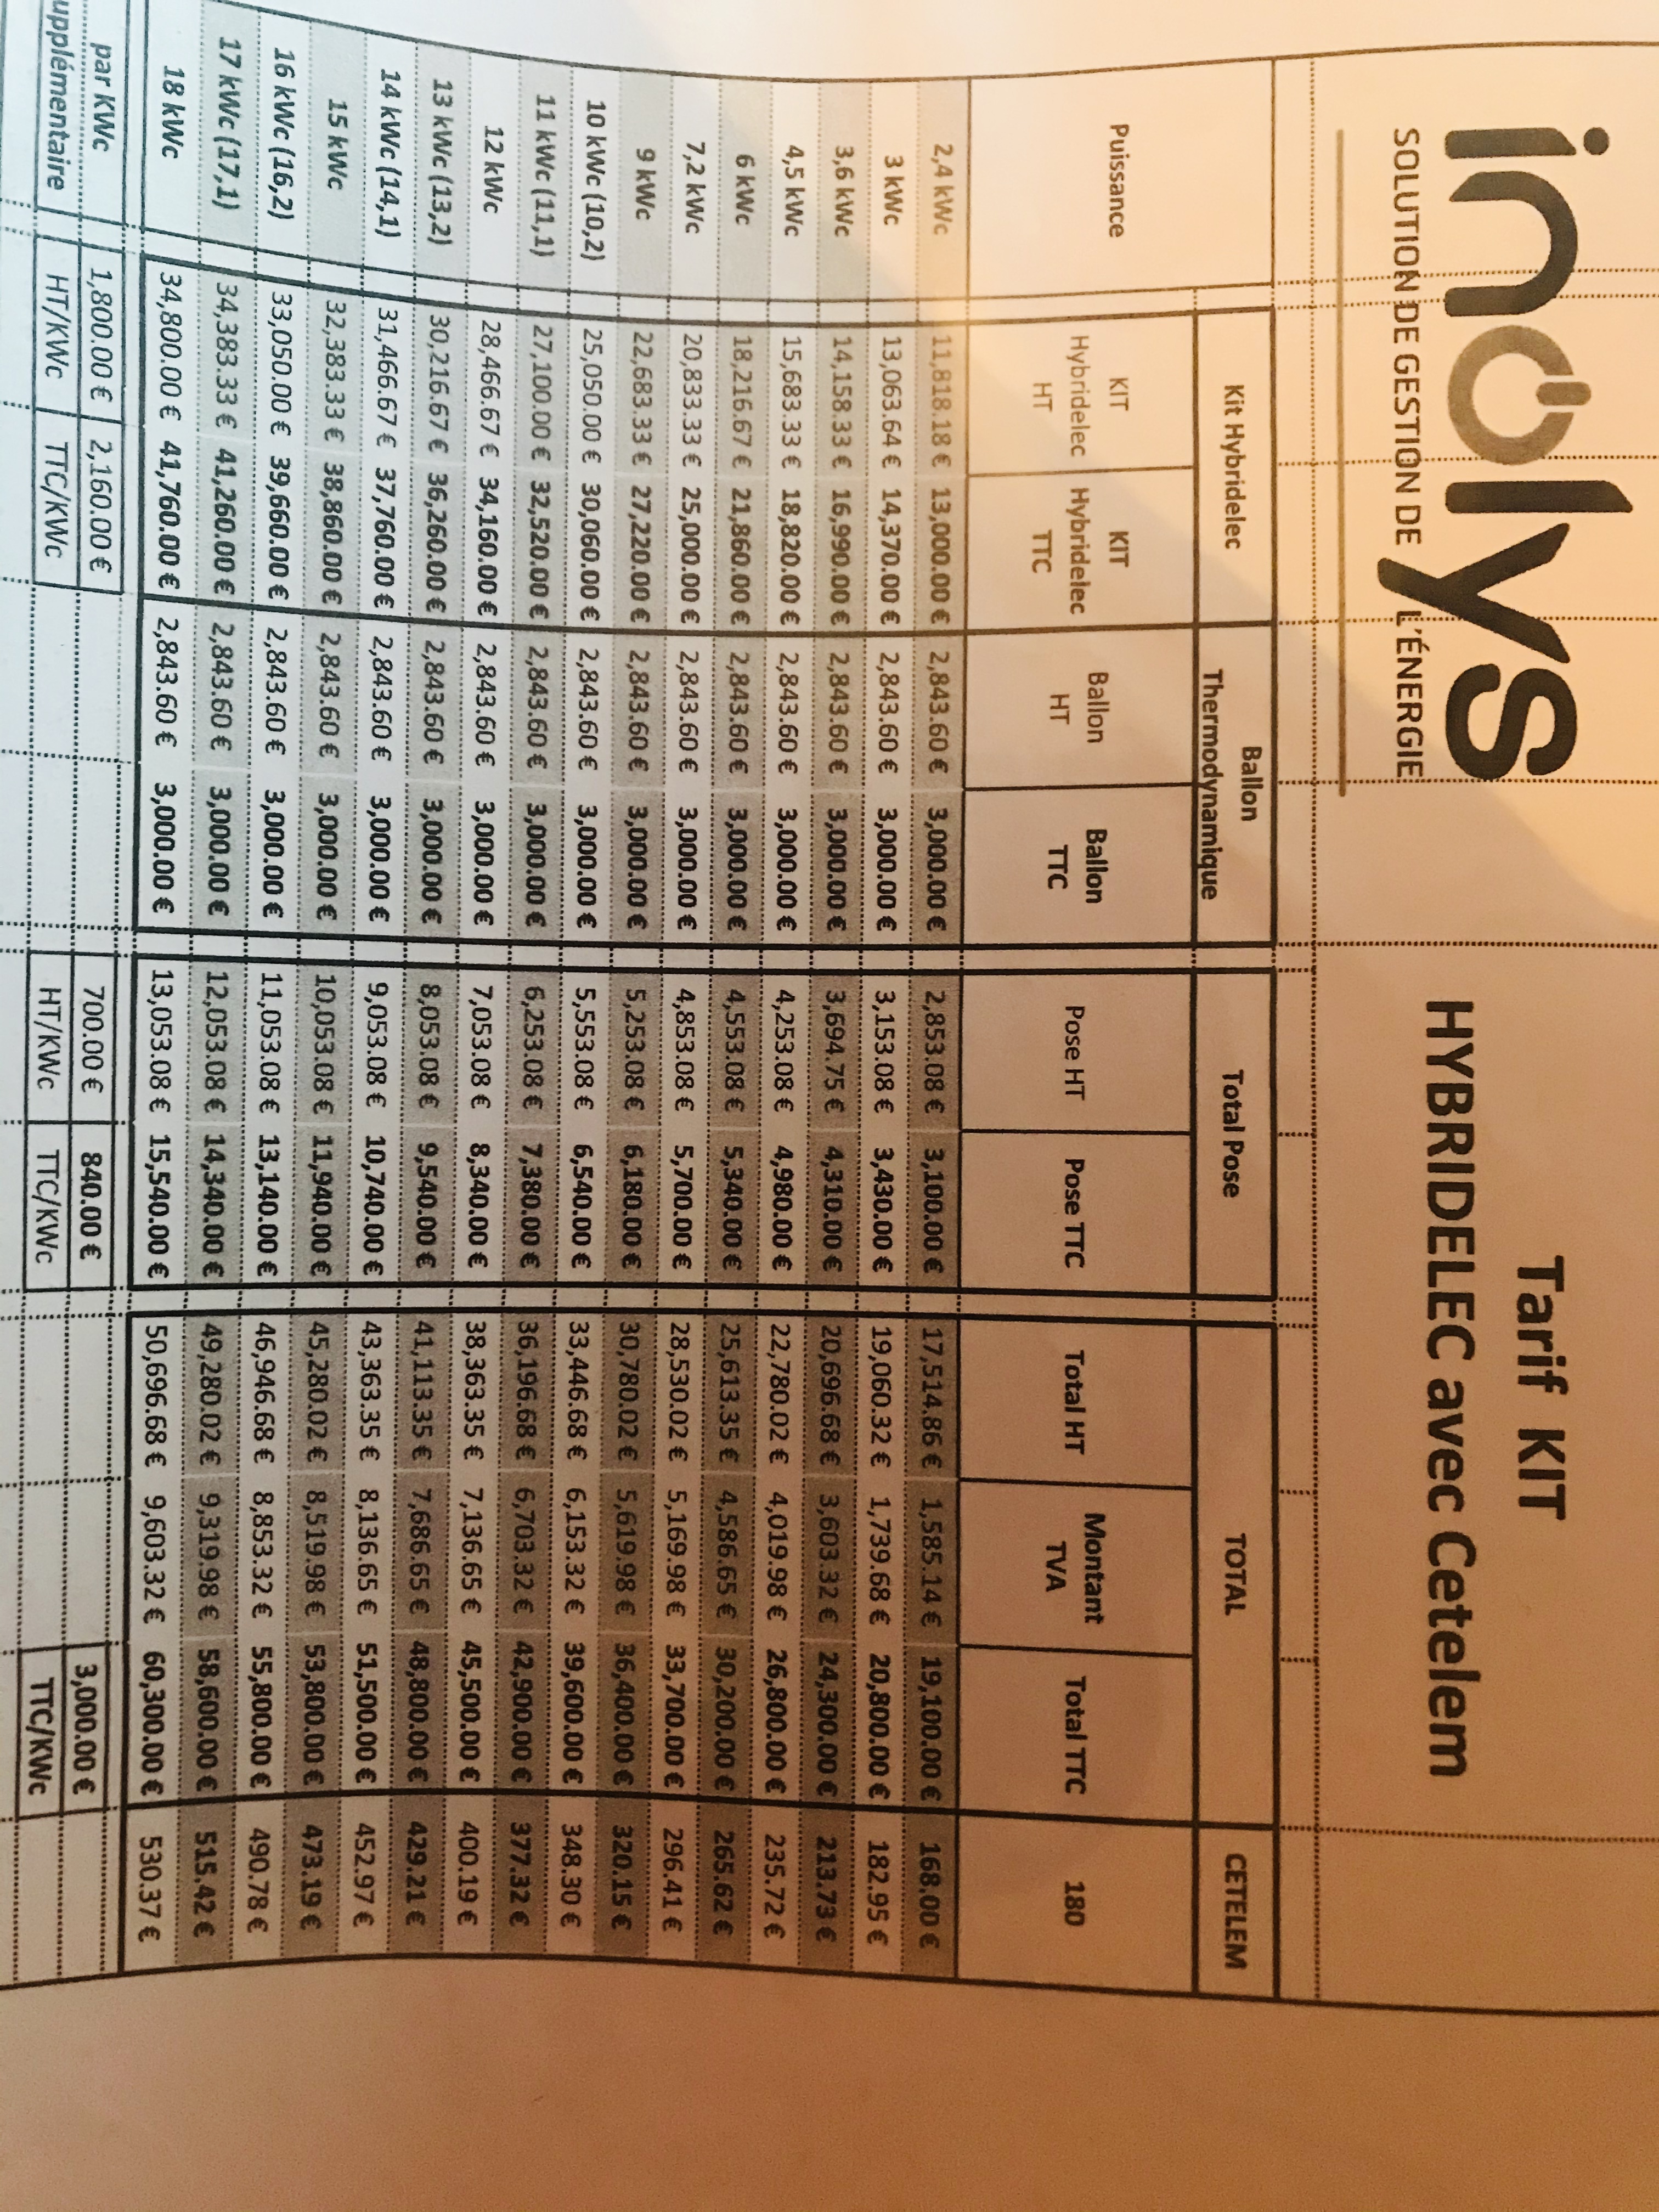 inolys
SOLUTION DE GESTION DE L'ÉNERGIE
Tarif KIT
HYBRIDELEC avec Cetelem
Kit Hybridelec Ballon Thermodynamique Total Pose TOTAL CETELEM
Puissance KIT Hybridelec HT KIT Hybridelec TTC Ballon HT Ballon TTC Pose HT Pose TTC Total HT Montant TVA Total TTC 180
2,4 kWc 11,818.18 € 13,000.00 € 2,843.60 € 3,000.00 € 2,853.08 € 3,100.00 € 17,514.86 € 1,585.14 € 19,100.00 € 168.00 €
3 kWc 13,063.64 € 14,370.00 € 2,843.60 € 3,000.00 € 3,153.08 € 3,430.00 € 19,060.32 € 1,739.68 € 20,800.00 € 182.95 €
3,6 kWc 14,158.33 € 16,990.00 € 2,843.60 € 3,000.00 € 3,694.75 € 4,310.00 € 20,696.68 € 3,603.32 € 24,300.00 € 213.73 €
4,5 kWc 15,683.33 € 18,820.00 € 2,843.60 € 3,000.00 € 4,253.08 € 4,980.00 € 22,780.02 € 4,019.98 € 26,800.00 € 235.72 €
6 kWc 18,216.67 € 21,860.00 € 2,843.60 € 3,000.00 € 4,553.08 € 5,340.00 € 25,613.35 € 4,586.65 € 30,200.00 € 265.62 €
7,2 kWc 20,833.33 € 25,000.00 € 2,843.60 € 3,000.00 € 4,853.08 € 5,700.00 € 28,530.02 € 5,169.98 € 33,700.00 € 296.41 €
9 kWc 22,683.33 € 27,220.00 € 2,843.60 € 3,000.00 € 5,253.08 € 6,180.00 € 30,780.02 € 5,619.98 € 36,400.00 € 320.15 €
10 kWc (10,2) 25,050.00 € 30,060.00 € 2,843.60 € 3,000.00 € 5,553.08 € 6,540.00 € 33,446.68 € 6,153.32 € 39,600.00 € 348.30 €
11 kWc (11,1) 27,100.00 € 32,520.00 € 2,843.60 € 3,000.00 € 6,253.08 € 7,380.00 € 36,196.68 € 6,703.32 € 42,900.00 € 377.32 €
12 kWc 28,466.67 € 34,160.00 € 2,843.60 € 3,000.00 € 7,053.08 € 8,340.00 € 38,363.35 € 7,136.65 € 45,500.00 € 400.19 €
13 kWc (13,2) 30,216.67 € 36,260.00 € 2,843.60 € 3,000.00 € 8,053.08 € 9,540.00 € 41,113.35 € 7,686.65 € 48,800.00 € 429.21 €
14 kWc (14,1) 31,466.67 € 37,760.00 € 2,843.60 € 3,000.00 € 9,053.08 € 10,740.00 € 43,363.35 € 8,136.65 € 51,500.00 € 452.97 €
15 kWc 32,383.33 € 38,860.00 € 2,843.60 € 3,000.00 € 10,053.08 € 11,940.00 € 45,280.02 € 8,519.98 € 53,800.00 € 473.19 €
16 kWc (16,2) 33,050.00 € 39,660.00 € 2,843.60 € 3,000.00 € 11,053.08 € 13,140.00 € 46,946.68 € 8,853.32 € 55,800.00 € 490.78 €
17 kWc (17,1) 34,383.33 € 41,260.00 € 2,843.60 € 3,000.00 € 12,053.08 € 14,340.00 € 49,280.02 € 9,319.98 € 58,600.00 € 515.42 €
18 kWc 34,800.00 € 41,760.00 € 2,843.60 € 3,000.00 € 13,053.08 € 15,540.00 € 50,696.68 € 9,603.32 € 60,300.00 € 530.37 €
par KWc 1,800.00 € 2,160.00 € 700.00 € 840.00 € 3,000.00 €
upplémentaire HT/KWc TTC/KWc HT/KWc TTC/KWc TTC/KWc